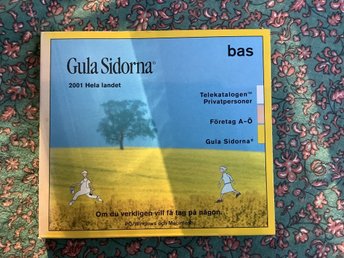 bas
Gula Sidorna®
2001 Hela landet
Telekatalogen™
Privatpersoner
Företag A-Ö
Gula Sidorna®
Om du verkligen vill få tag på någon.
PC/Windows och Macintosh